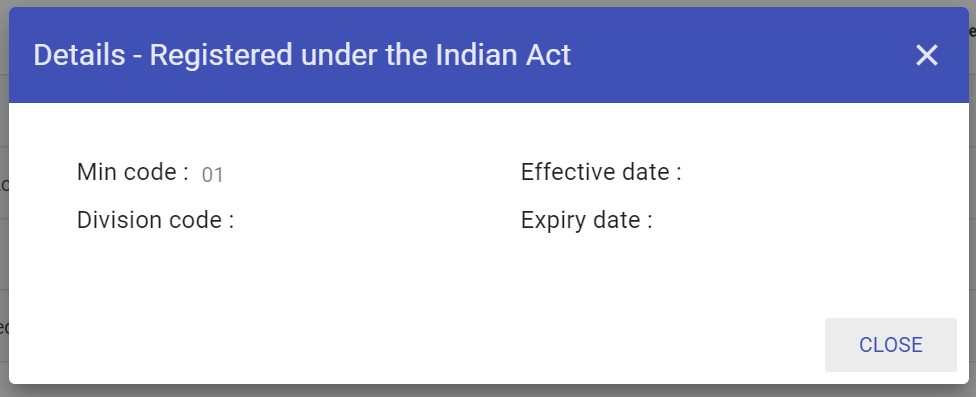 Details - Registered under the Indian Act
Min code : 01
Effective date :
Division code :
Expiry date :
CLOSE